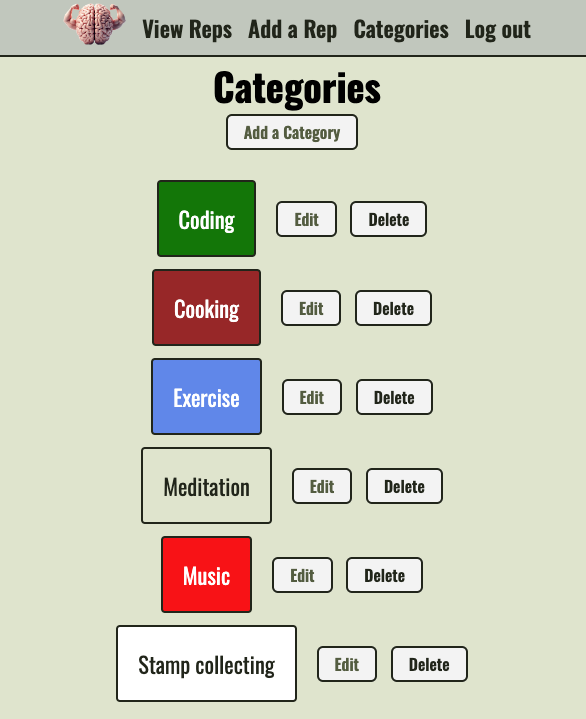 View Reps Add a Rep Categories Log out
Categories
Add a Category
Coding Edit Delete
Cooking Edit Delete
Exercise Edit Delete
Meditation Edit Delete
Music Edit Delete
Stamp collecting Edit Delete